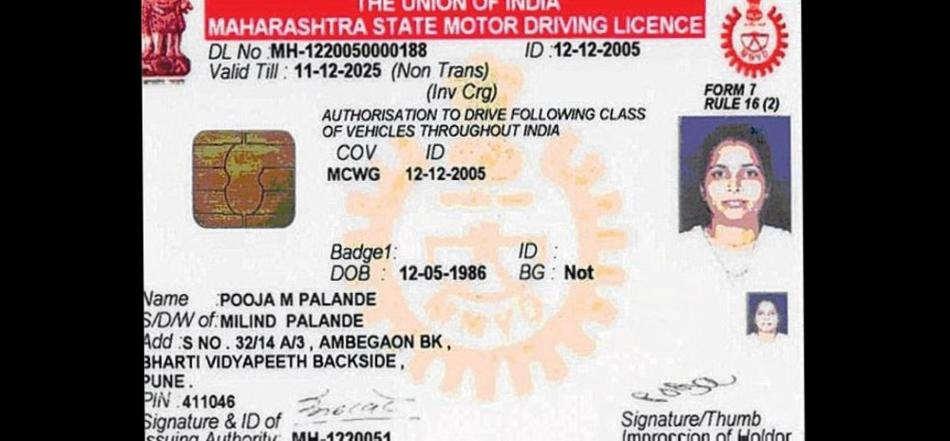 THE UNION OF INDIA
MAHARASHTRA STATE MOTOR DRIVING LICENCE
DL No :MH-1220050000188 ID :12-12-2005
Valid Till : 11-12-2025 (Non Trans)
(Inv Crg)
FORM 7
RULE 16 (2)
AUTHORISATION TO DRIVE FOLLOWING CLASS
OF VEHICLES THROUGHOUT INDIA
COV ID
MCWG 12-12-2005
Badge1: ID :
DOB : 12-05-1986 BG : Not
Name :POOJA M PALANDE
S/D/W of:MILIND PALANDE
Add :S NO . 32/14 A/3 , AMBEGAON BK ,
BHARTI VIDYAPEETH BACKSIDE ,
PUNE .
PIN :411046
Signature & ID of
Issuing Authority: MH-1220051
Signature/Thumb
Impression of Holder